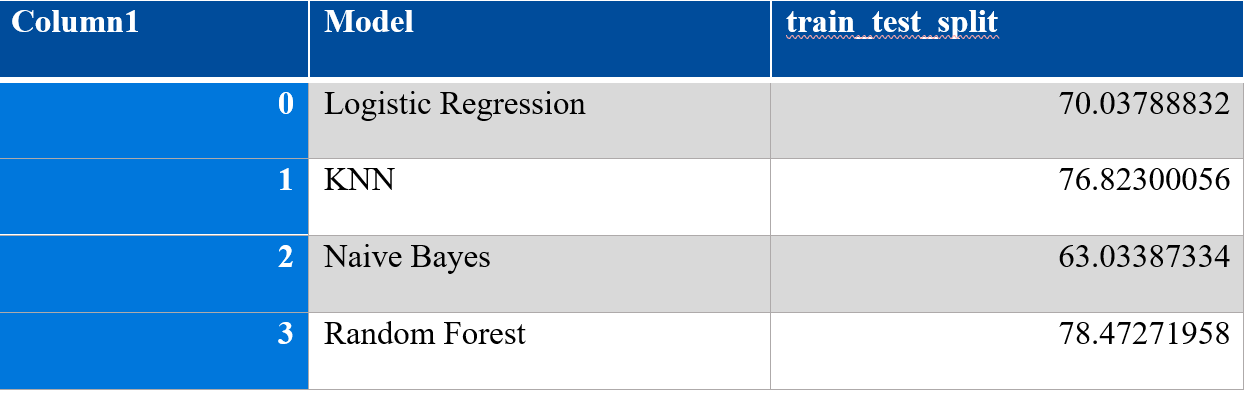 Column1 Model train_test_split
0 Logistic Regression 70.03788832
1 KNN 76.82300056
2 Naive Bayes 63.03387334
3 Random Forest 78.47271958